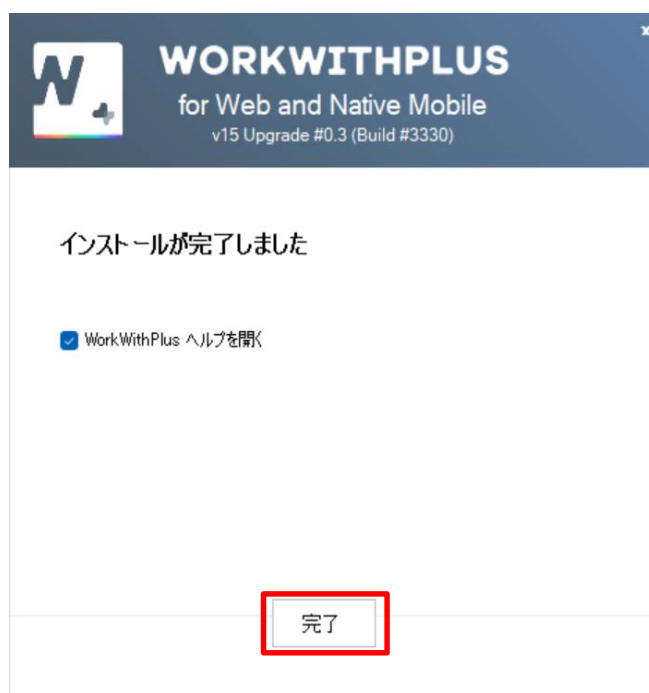 x
WORKWITHPLUS
for Web and Native Mobile
v15 Upgrade #0.3 (Build #3330)
インストールが完了しました
WorkWithPlus ヘルプを開く
完了